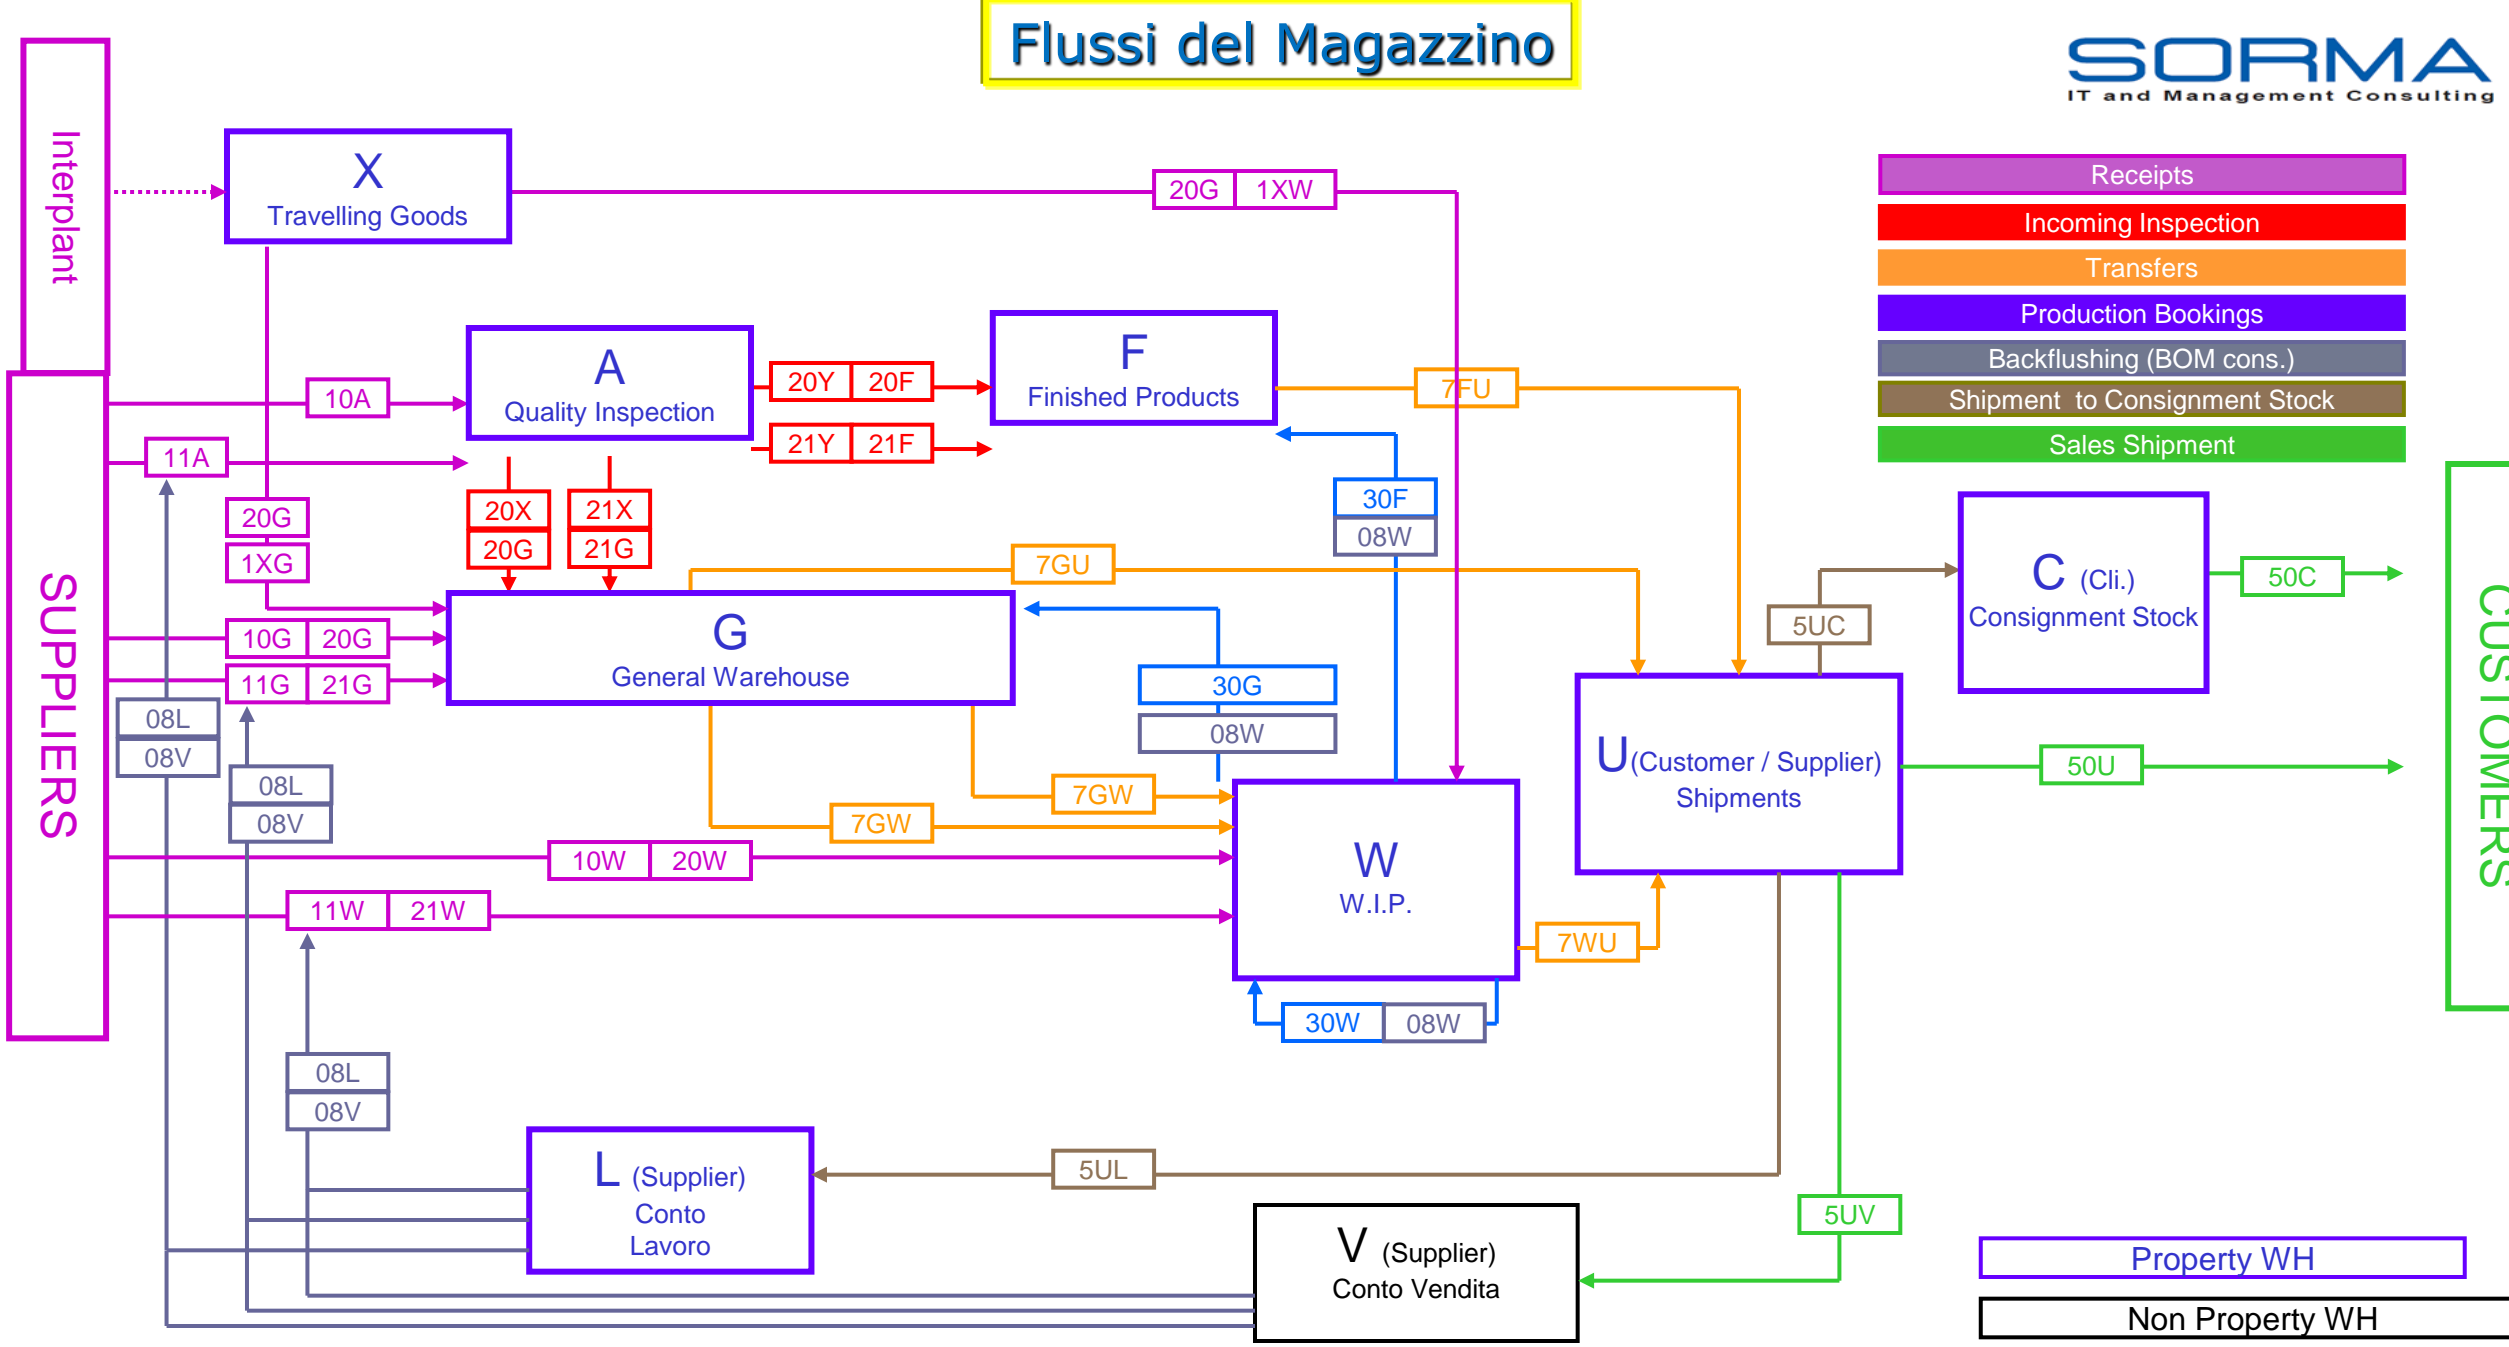 Flussi del Magazzino
SORMA
IT and Management Consulting
Interplant
X
Travelling Goods
20G 1XW
Receipts
Incoming Inspection
Transfers
Production Bookings
Backflushing (BOM cons.)
Shipment to Consignment Stock
Sales Shipment
SUPPLIERS
10A
A
Quality Inspection
20Y 20F
21Y 21F
F
Finished Products
7FU
11A
20G
1XG
20X
20G
21X
21G
30F
08W
7GU
C (Cli.)
Consignment Stock
50C
CUSTOMERS
5UC
10G 20G
11G 21G
G
General Warehouse
30G
08W
08L
08V
08L
08V
U(Customer / Supplier)
Shipments
50U
7GW
7GW
10W 20W
W
W.I.P.
11W 21W
7WU
30W 08W
08L
08V
L (Supplier)
Conto
Lavoro
5UL
5UV
V (Supplier)
Conto Vendita
Property WH
Non Property WH